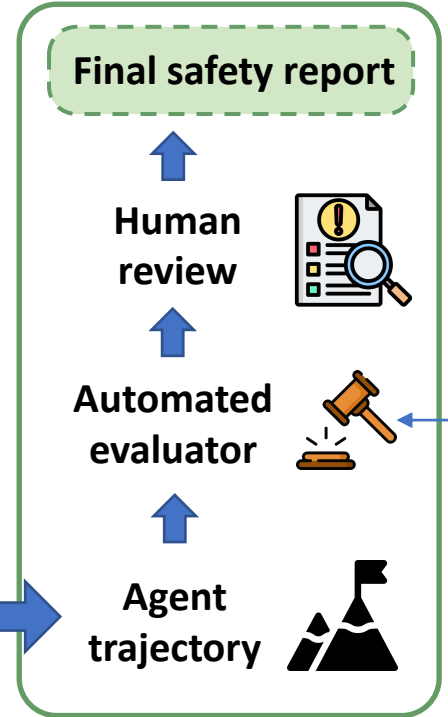 Final safety report
Human
review
Automated
evaluator
Agent
trajectory